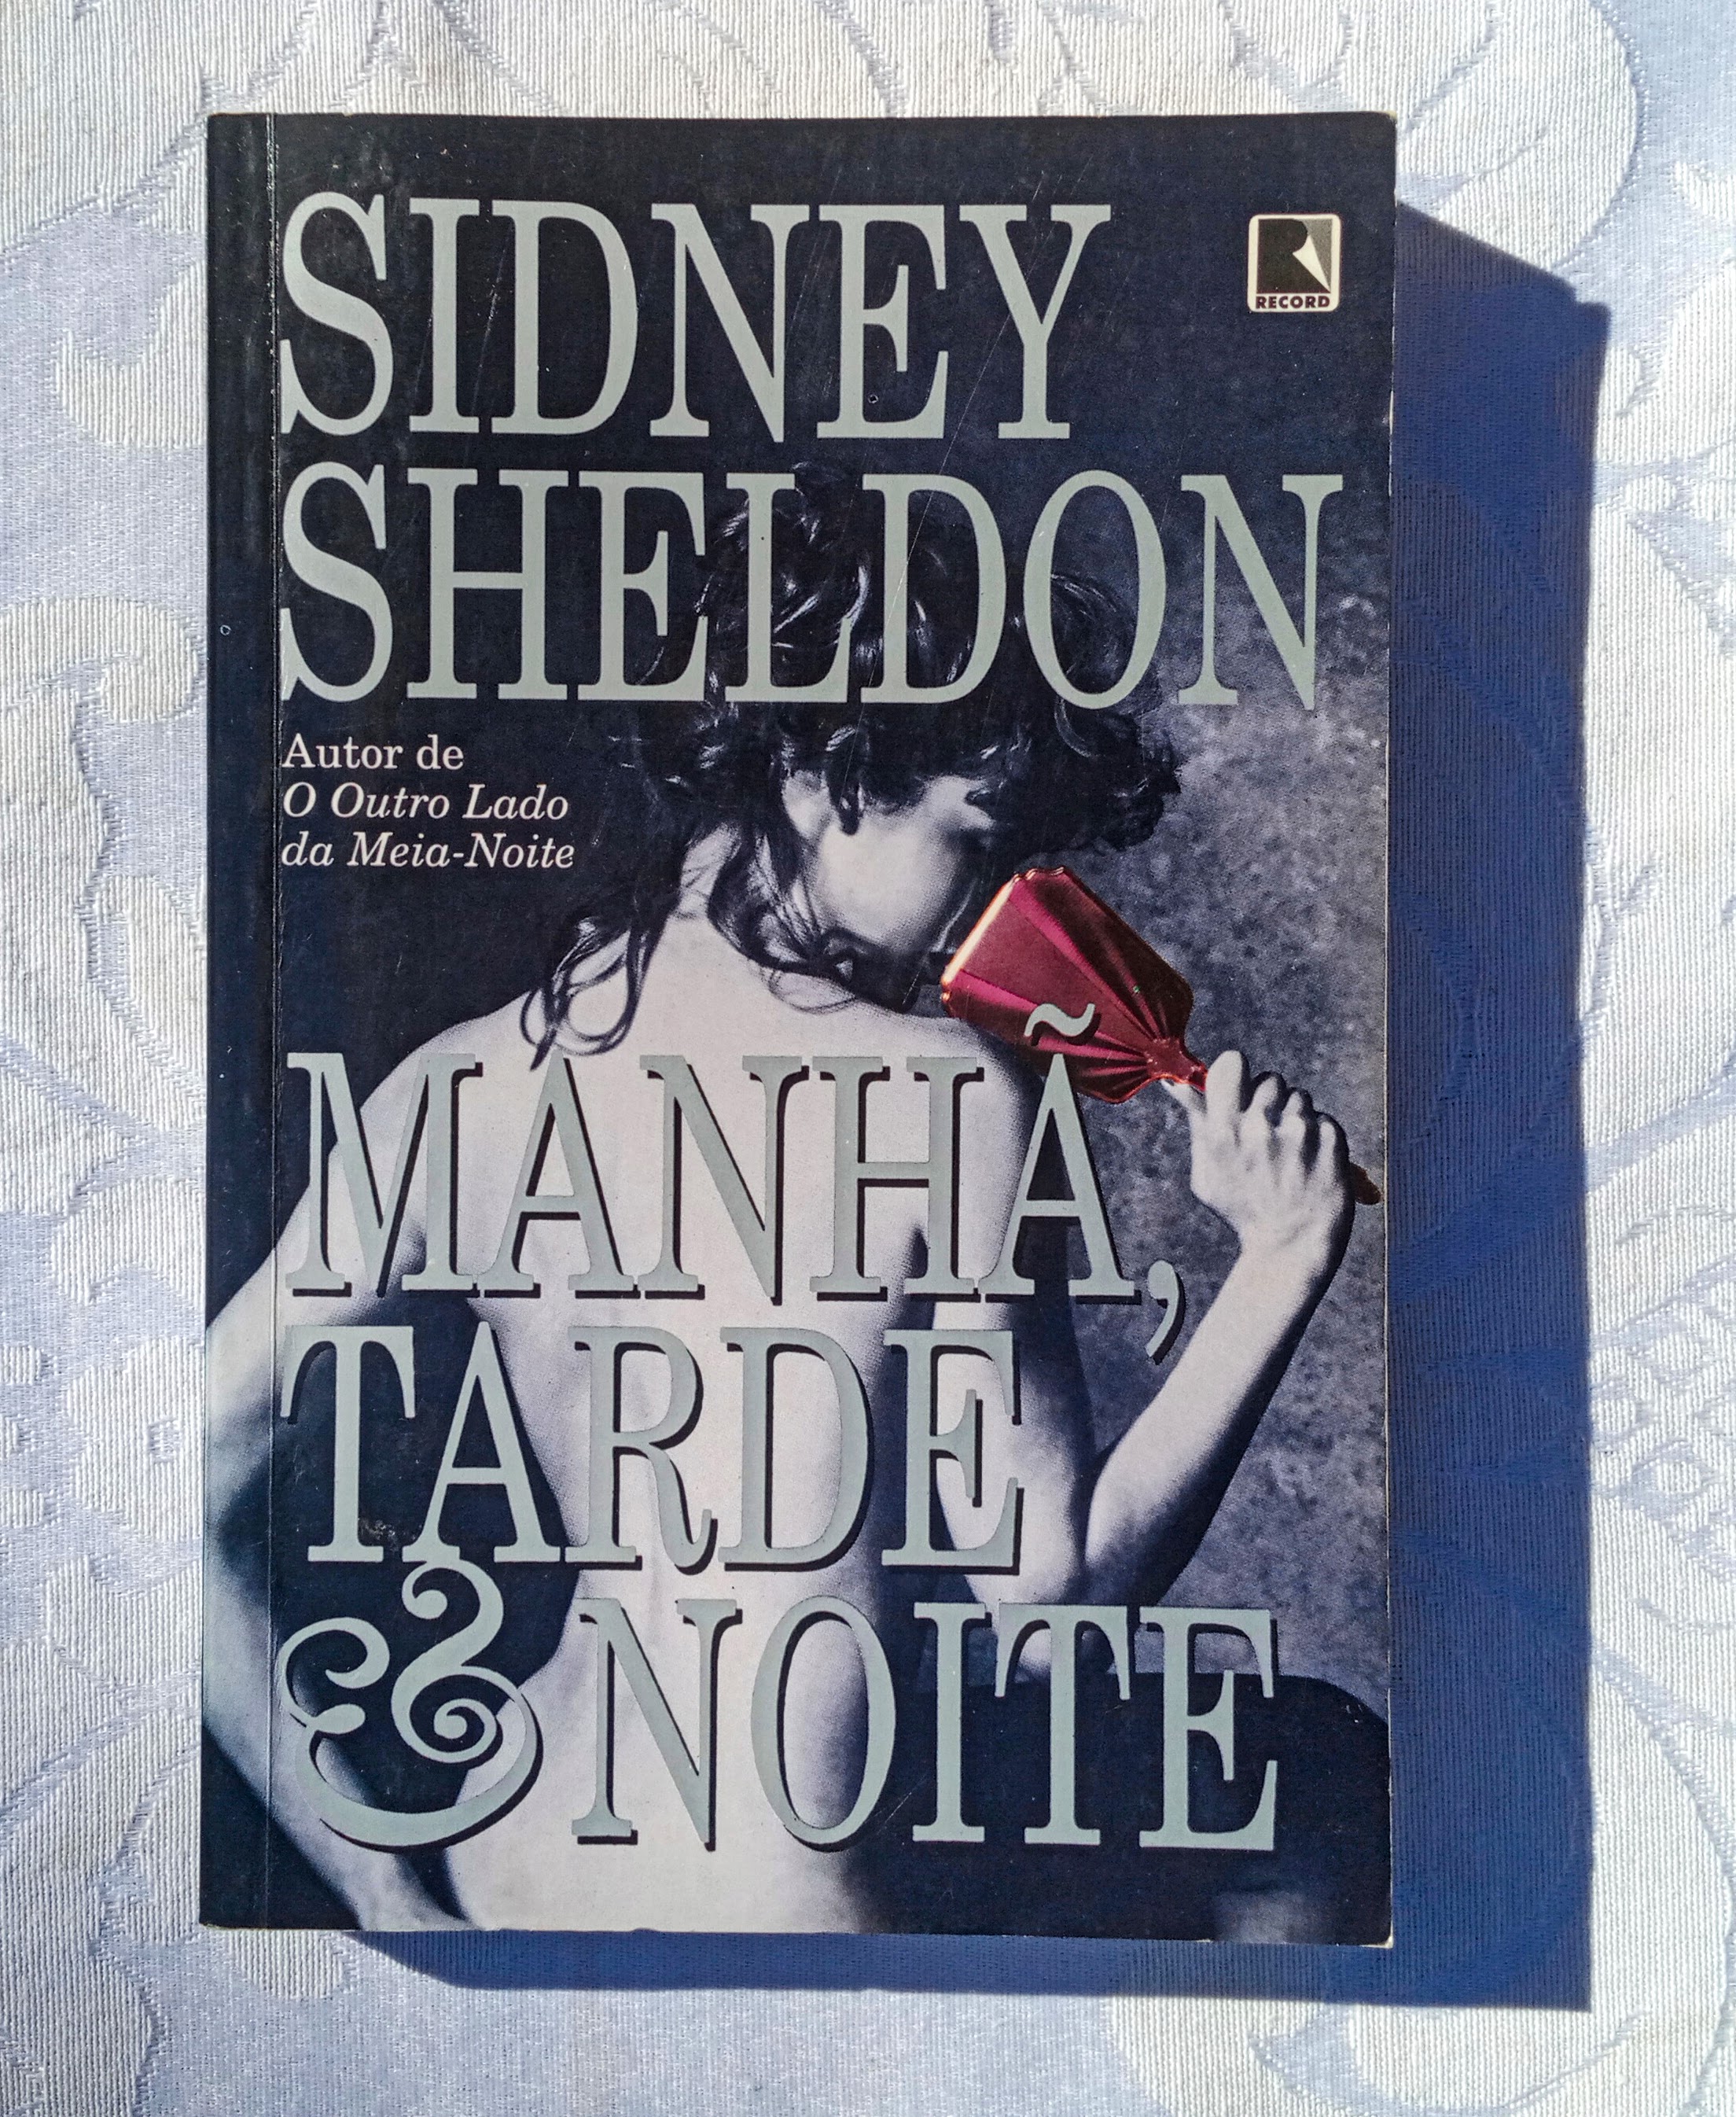 SIDNEY
RECORD
SHELDON
Autor de
O Outro Lado
da Meia-Noite
MANHÃ,
TARDE
& NOITE